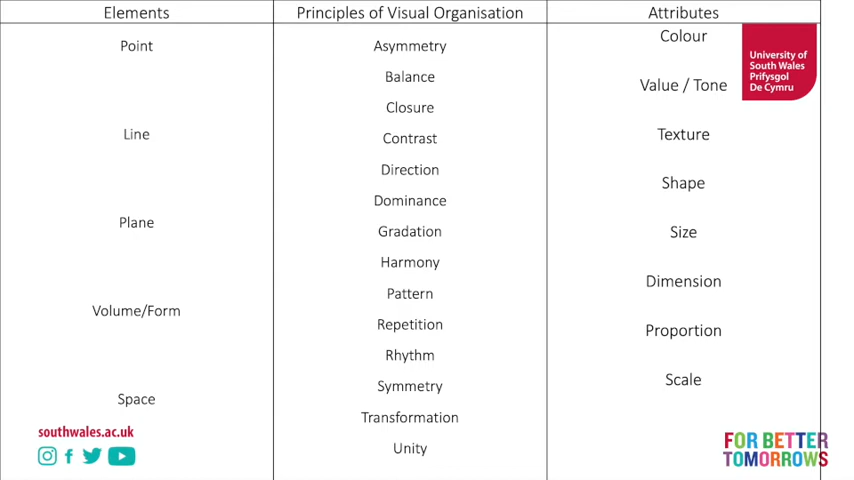 Elements
Point
Line
Plane
Volume/Form
Space
Principles of Visual Organisation
Asymmetry
Balance
Closure
Contrast
Direction
Dominance
Gradation
Harmony
Pattern
Repetition
Rhythm
Symmetry
Transformation
Unity
Attributes
Colour
Value / Tone
Texture
Shape
Size
Dimension
Proportion
Scale
University of
South Wales
Prifysgol
De Cymru
southwales.ac.uk
FOR BETTER
TOMORROWS